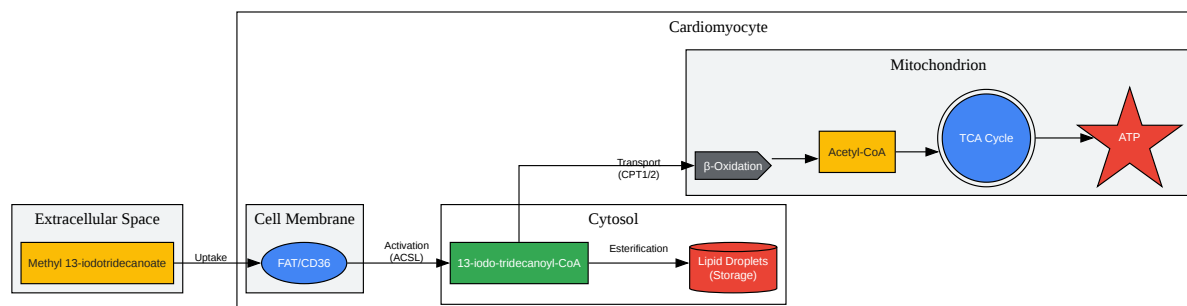 Cardiomyocyte
Mitochondrion
TCA Cycle
ATP
Acetyl-CoA
Transport
(CPT1/2)
β-Oxidation
Extracellular Space
Cell Membrane
Cytosol
Methyl 13-iodotridecanoate
Uptake
FAT/CD36
Activation
(ACSL)
13-iodo-tridecanoyl-CoA
Esterification
Lipid Droplets
(Storage)